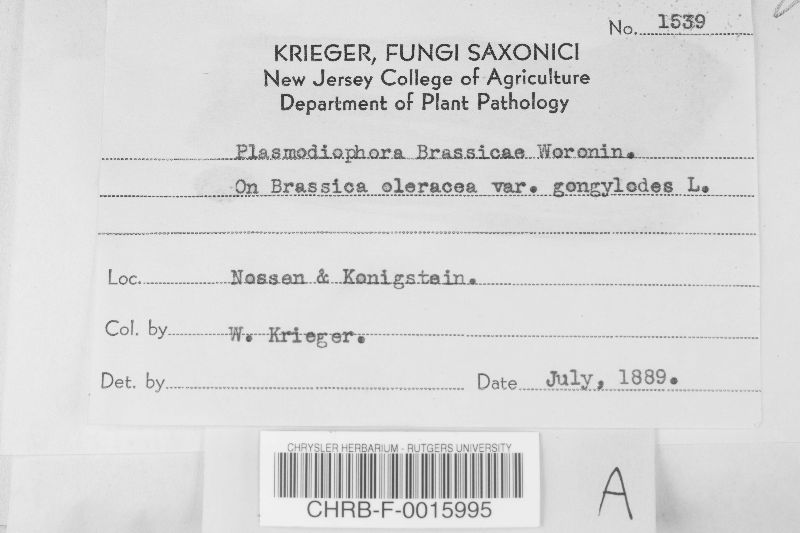 No. 1539
KRIEGER, FUNGI SAXONICI
New Jersey College of Agriculture
Department of Plant Pathology
Plasmodiophora Brassicae Woronin.
On Brassica oleracea var. gongylodes L.
Loc. Nossen & Konigstein.
Col. by W. Krieger.
Det. by Date July, 1889.
CHRYSLER HERBARIUM - RUTGERS UNIVERSITY
CHRB-F-0015995
A